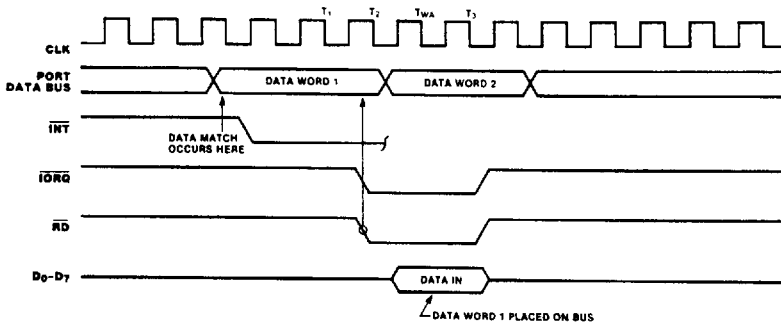 T1 T2 TWA T3
CLK
PORT
DATA BUS
DATA WORD 1
DATA WORD 2
INT
DATA MATCH
OCCURS HERE
IORQ
RD
D0-D7
DATA IN
DATA WORD 1 PLACED ON BUS